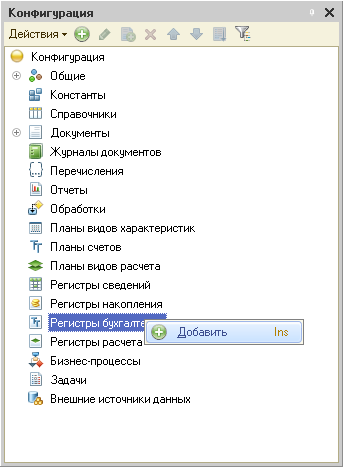 Конфигурация
Действия
Конфигурация
Общие
Константы
Справочники
Документы
Журналы документов
Перечисления
Отчеты
Обработки
Планы видов характеристик
Планы счетов
Планы видов расчета
Регистры сведений
Регистры накопления
Регистры бухгалте
Добавить Ins
Регистры расчета
Бизнес-процессы
Задачи
Внешние источники данных